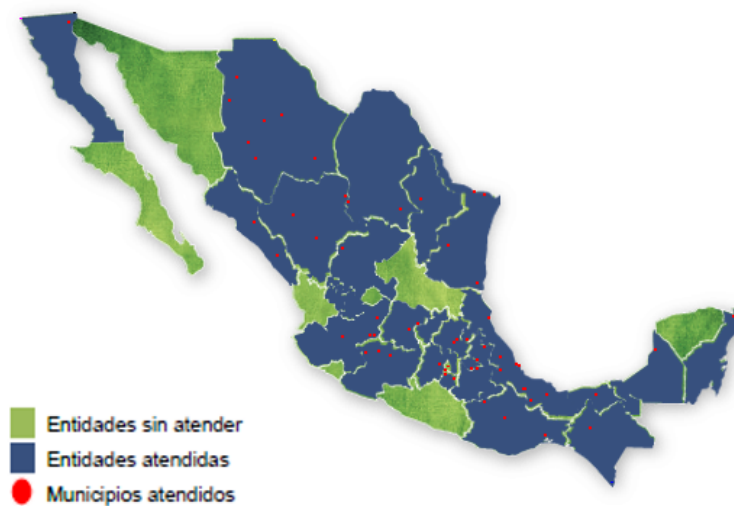 Entidades sin atender
Entidades atendidas
Municipios atendidos